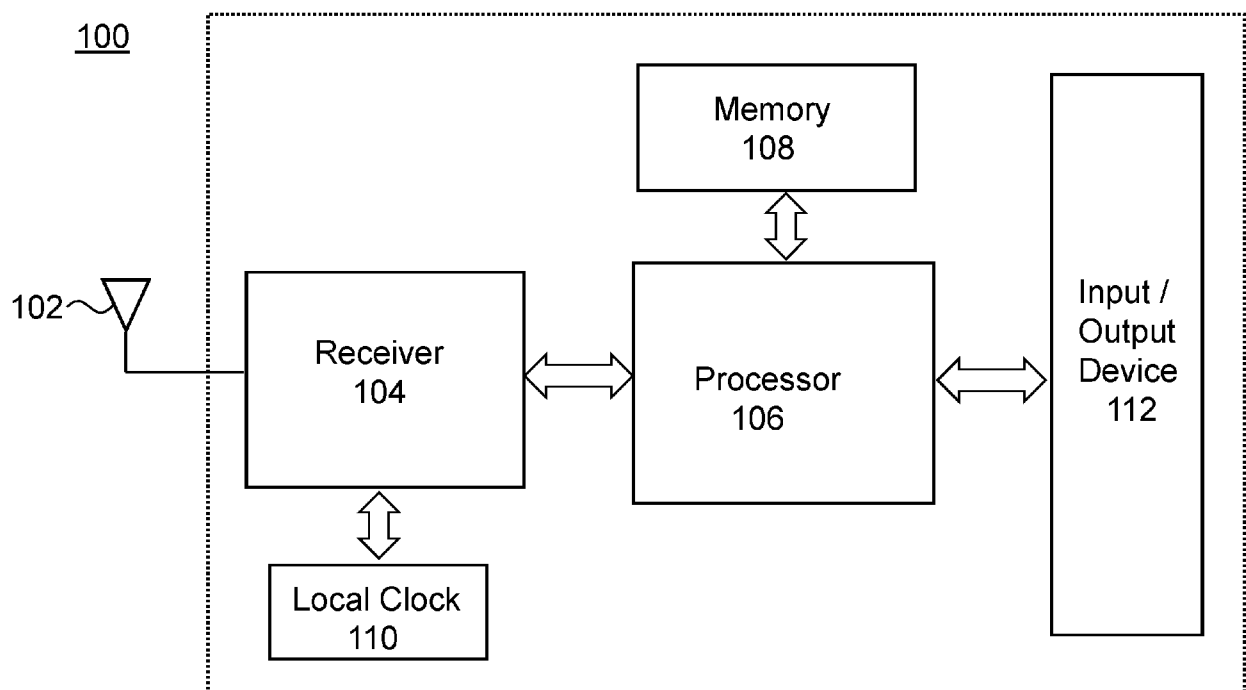 100
Memory
108
102
Receiver
104
Processor
106
Input /
Output
Device
112
Local Clock
110